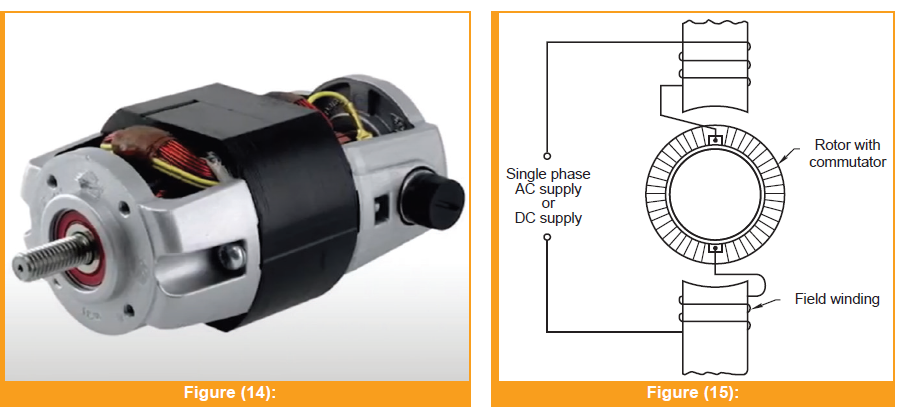 Single phase
AC supply
or
DC supply
Rotor with
commutator
Field winding
Figure (14):
Figure (15):